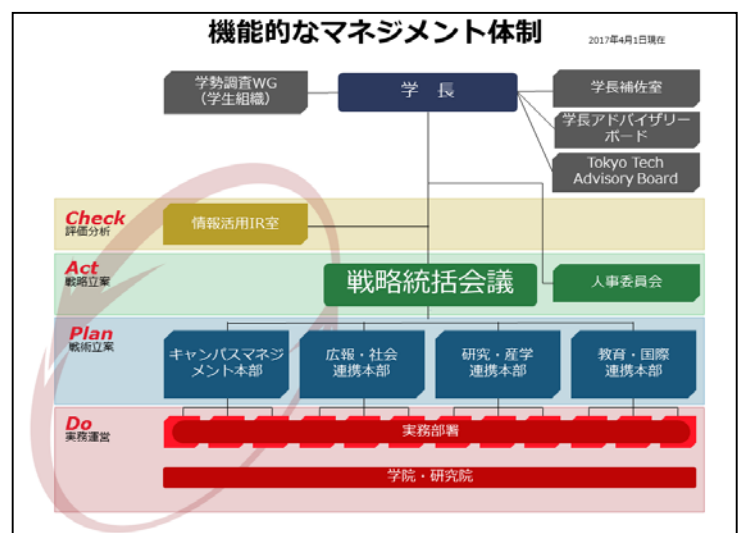 機能的なマネジメント体制
2017年4月1日現在
学勢調査WG
（学生組織）
学　長
学長補佐室
学長アドバイザリー
ボード
Tokyo Tech
Advisory Board
Check
評価分析
情報活用IR室
Act
戦略立案
戦略統括会議
人事委員会
Plan
戦術立案
キャンパスマネジ
メント本部
広報・社会
連携本部
研究・産学
連携本部
教育・国際
連携本部
Do
実務運営
実務部署
学院・研究院